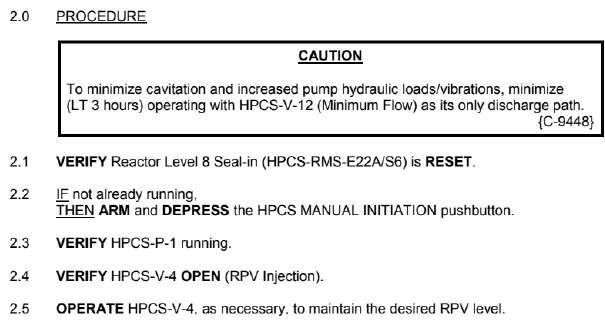 2.0 PROCEDURE
CAUTION
To minimize cavitation and increased pump hydraulic loads/vibrations, minimize
(LT 3 hours) operating with HPCS-V-12 (Minimum Flow) as its only discharge path.
{C-9448}
2.1 VERIFY Reactor Level 8 Seal-in (HPCS-RMS-E22A/S6) is RESET.
2.2 IF not already running,
THEN ARM and DEPRESS the HPCS MANUAL INITIATION pushbutton.
2.3 VERIFY HPCS-P-1 running.
2.4 VERIFY HPCS-V-4 OPEN (RPV Injection).
2.5 OPERATE HPCS-V-4, as necessary, to maintain the desired RPV level.